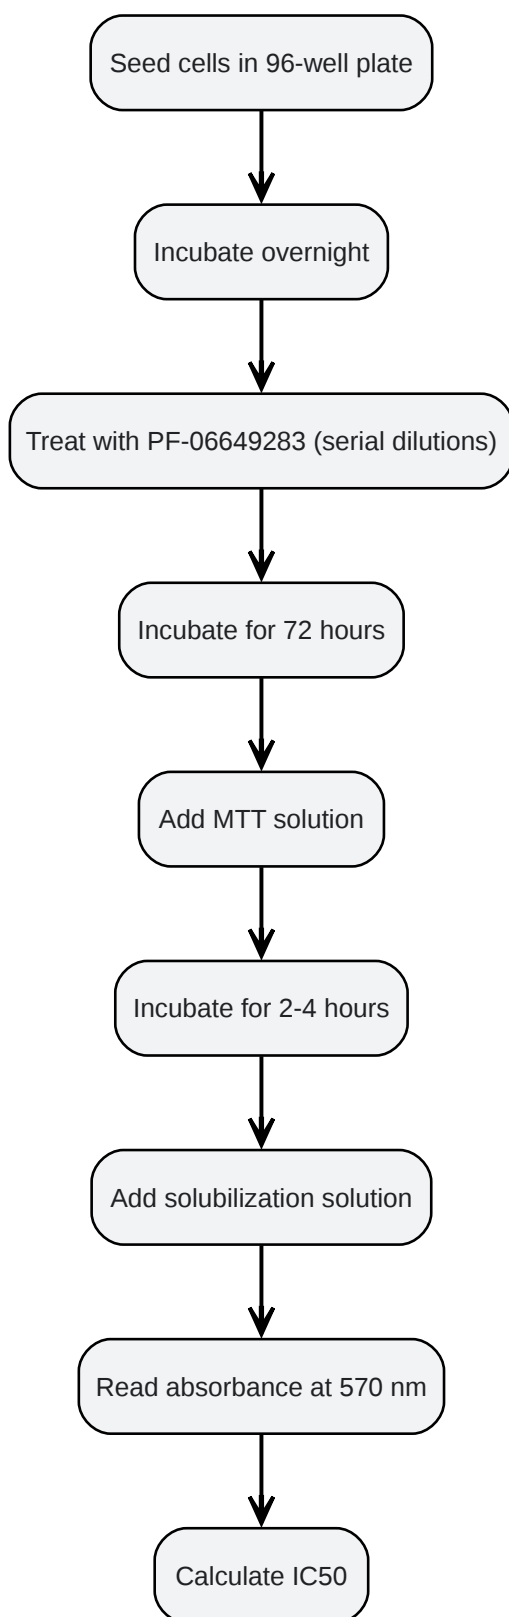 Seed cells in 96-well plate
Incubate overnight
Treat with PF-06649283 (serial dilutions)
Incubate for 72 hours
Add MTT solution
Incubate for 2-4 hours
Add solubilization solution
Read absorbance at 570 nm
Calculate IC50